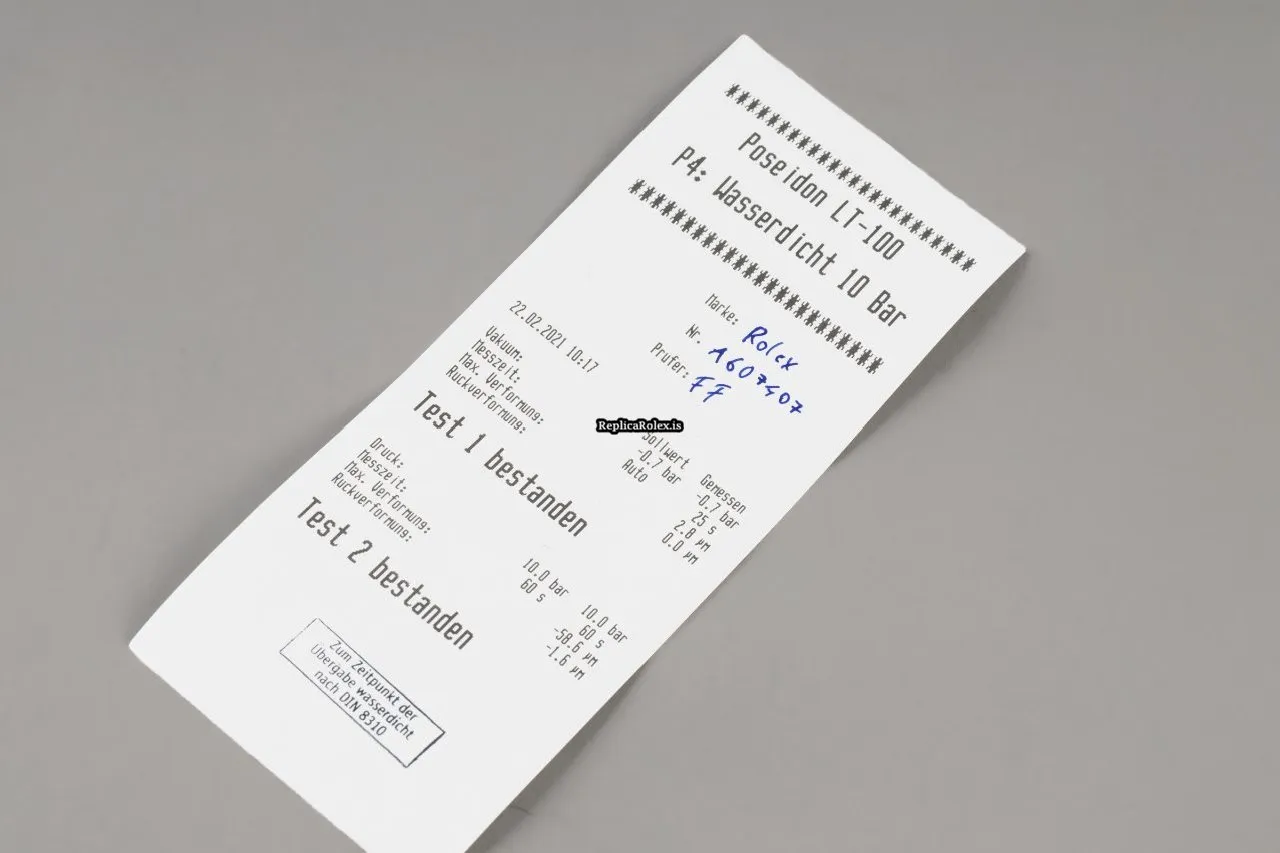 ************************
Poseidon LT-100
P4: Wasserdicht 10 Bar
************************
Marke: Rolex
Nr. A607407
Prufer: FF
22.02.2021 10:17
Sollwert Gemessen
Vakuum: -0.7 bar -0.7 bar
Messzeit: Auto 25 s
Max. Verformung: 2.8 µm
Ruckverformung: 0.0 µm
Test 1 bestanden
Druck: 10.0 bar 10.0 bar
Messzeit: 60 s 60 s
Max. Verformung: -58.6 µm
Ruckverformung: -1.6 µm
Test 2 bestanden
Zum Zeitpunkt der
Übergabe wasserdicht
nach DIN 8310
ReplicaRolex.is